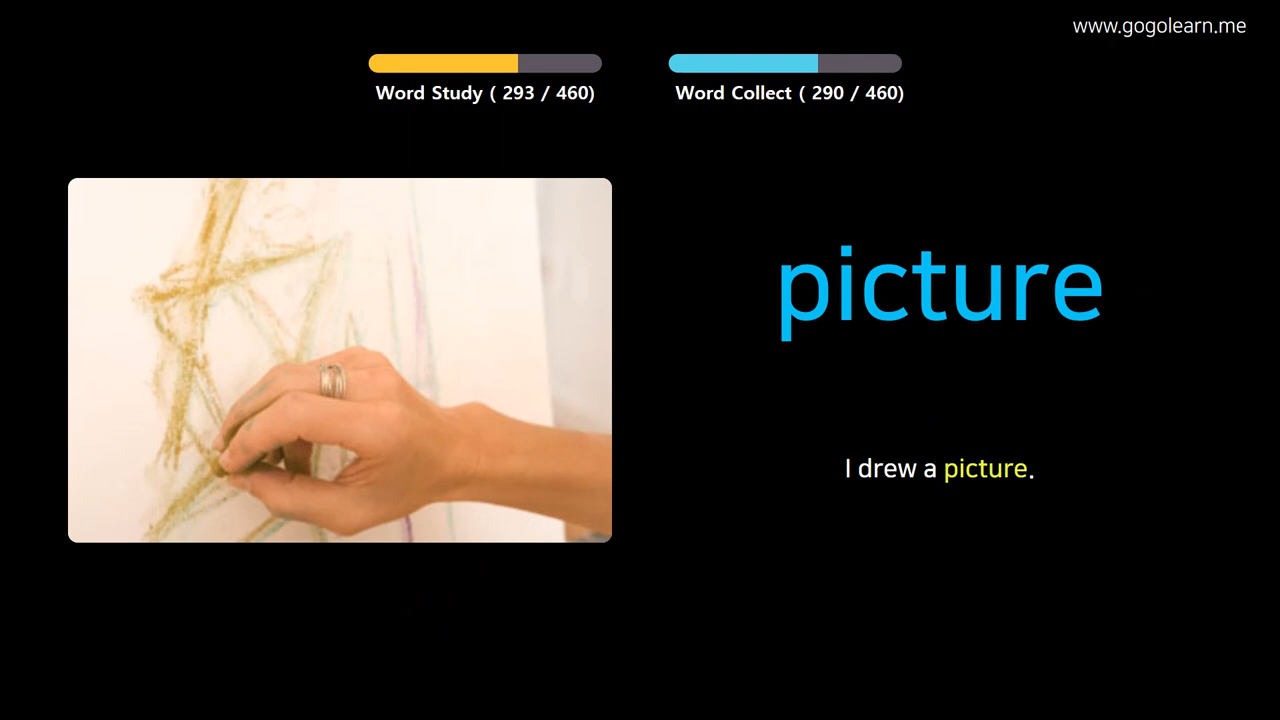 www.gogolearn.me
Word Study ( 293 / 460)
Word Collect ( 290 / 460)
picture
I drew a picture.